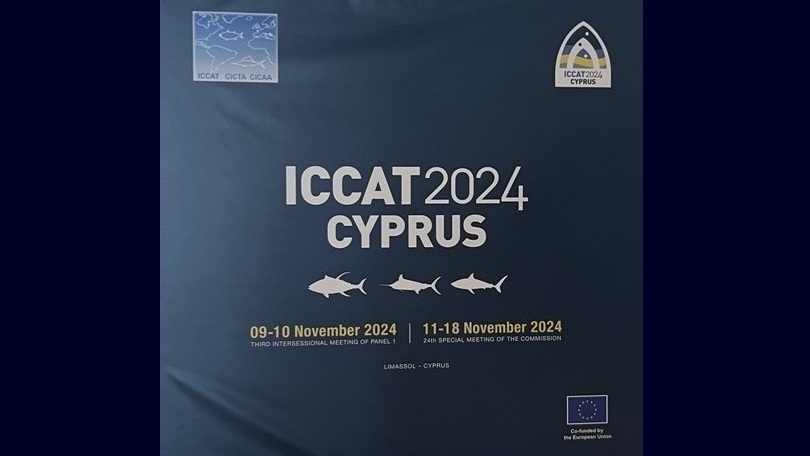 ICCAT CICTA CICAA
ICCAT2024
CYPRUS
ICCAT2024
CYPRUS
09-10 November 2024
THIRD INTERSESSIONAL MEETING OF PANEL 1
11-18 November 2024
24th SPECIAL MEETING OF THE COMMISSION
LIMASSOL – CYPRUS
Co-funded by
the European Union